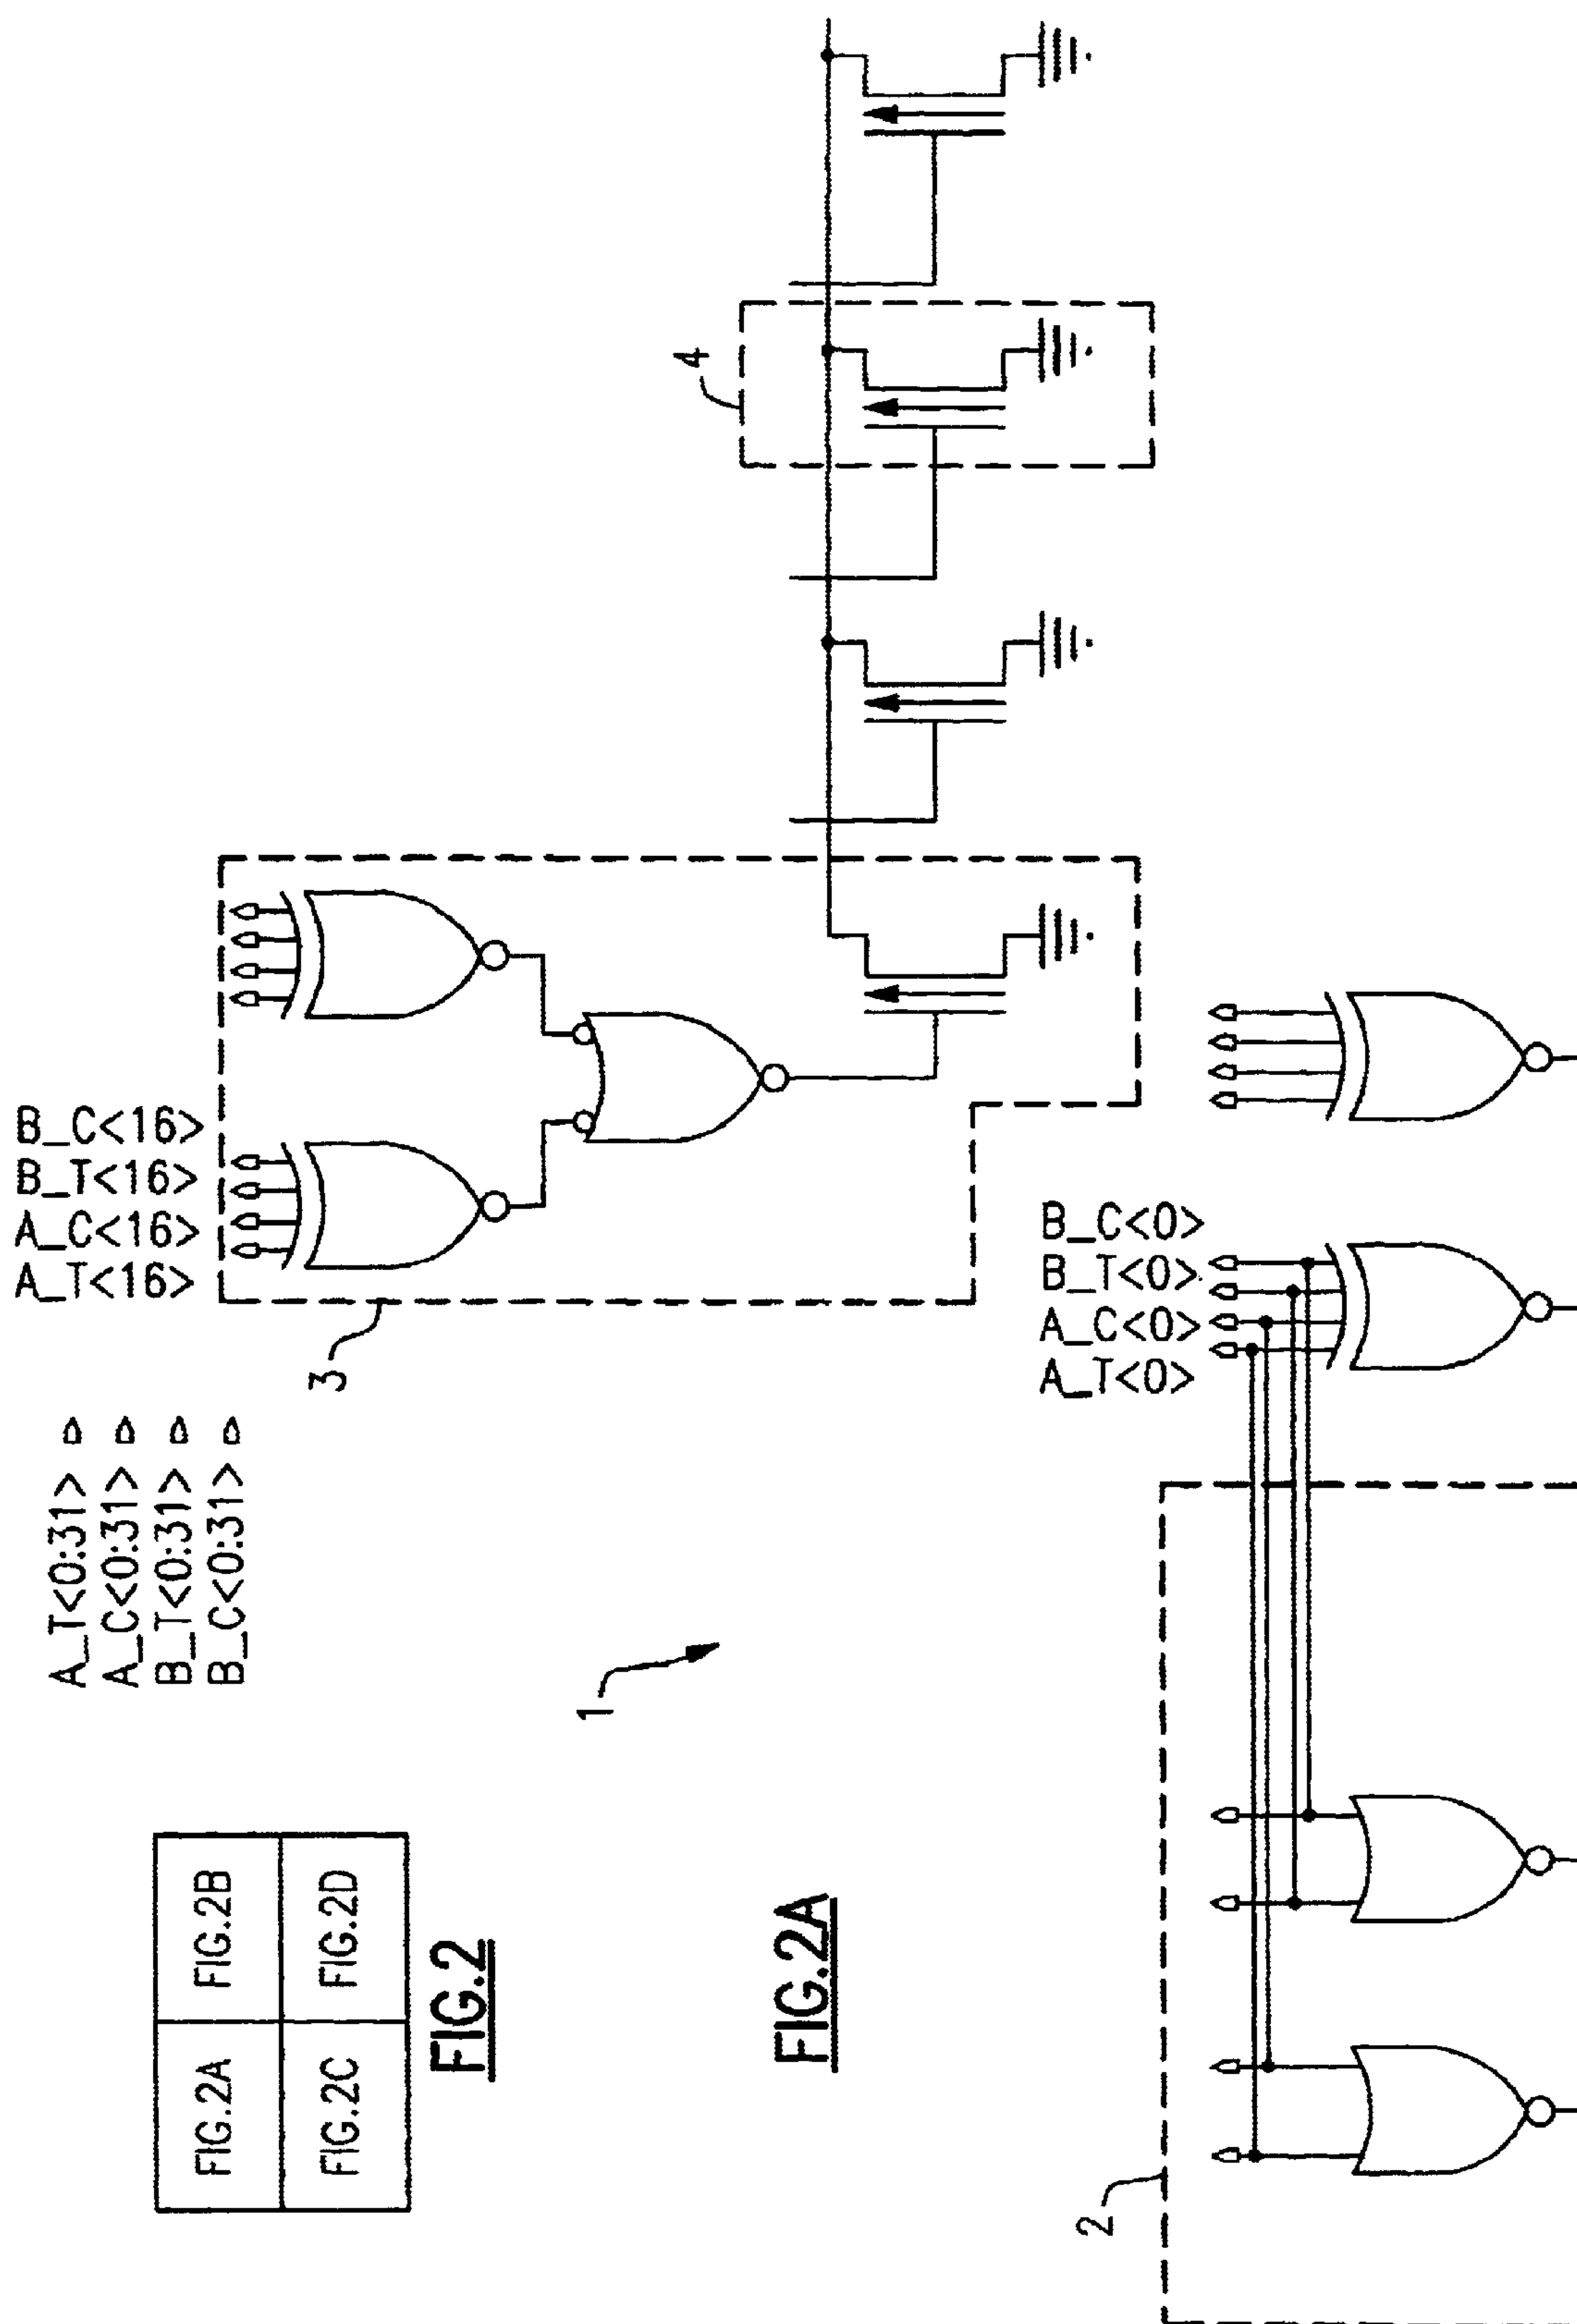 A_T<0:31>
A_C<0:31>
B_T<0:31>
B_C<0:31>
FIG.2A
FIG.2B
FIG.2C
FIG.2D
FIG.2
FIG.2A
1
B_C<16>
B_T<16>
A_C<16>
A_T<16>
3
4
B_C<0>
B_T<0>
A_C<0>
A_T<0>
2